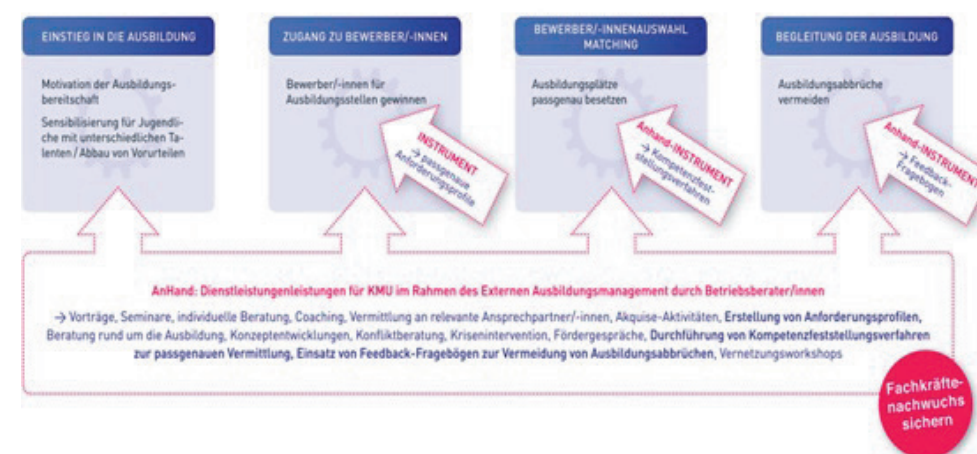 EINSTIEG IN DIE AUSBILDUNG
Motivation der Ausbildungs-
bereitschaft
Sensibilisierung für Jugendli-
che mit unterschiedlichen Ta-
lenten / Abbau von Vorurteilen
ZUGANG ZU BEWERBER/-INNEN
Bewerber/-innen für
Ausbildungsstellen gewinnen
INSTRUMENT
→ passgenaue
Anforderungsprofile
BEWERBER/-INNENAUSWAHL
MATCHING
Ausbildungsplätze
passgenau besetzen
Anhand-INSTRUMENT
→ Kompetenzfest-
stellungsverfahren
BEGLEITUNG DER AUSBILDUNG
Ausbildungsabbrüche
vermeiden
Anhand-INSTRUMENT
→ Feedback-
Fragebögen
AnHand: Dienstleistungenleistungen für KMU im Rahmen des Externen Ausbildungsmanagement durch Betriebsberater/innen
→ Vorträge, Seminare, individuelle Beratung, Coaching, Vermittlung an relevante Ansprechpartner/-innen, Akquise-Aktivitäten, Erstellung von Anforderungsprofilen,
Beratung rund um die Ausbildung, Konzeptentwicklungen, Konfliktberatung, Krisenintervention, Fördergespräche, Durchführung von Kompetenzfeststellungsverfahren
zur passgenauen Vermittlung, Einsatz von Feedback-Fragebögen zur Vermeidung von Ausbildungsabbrüchen, Vernetzungsworkshops
Fachkräfte-
nachwuchs
sichern